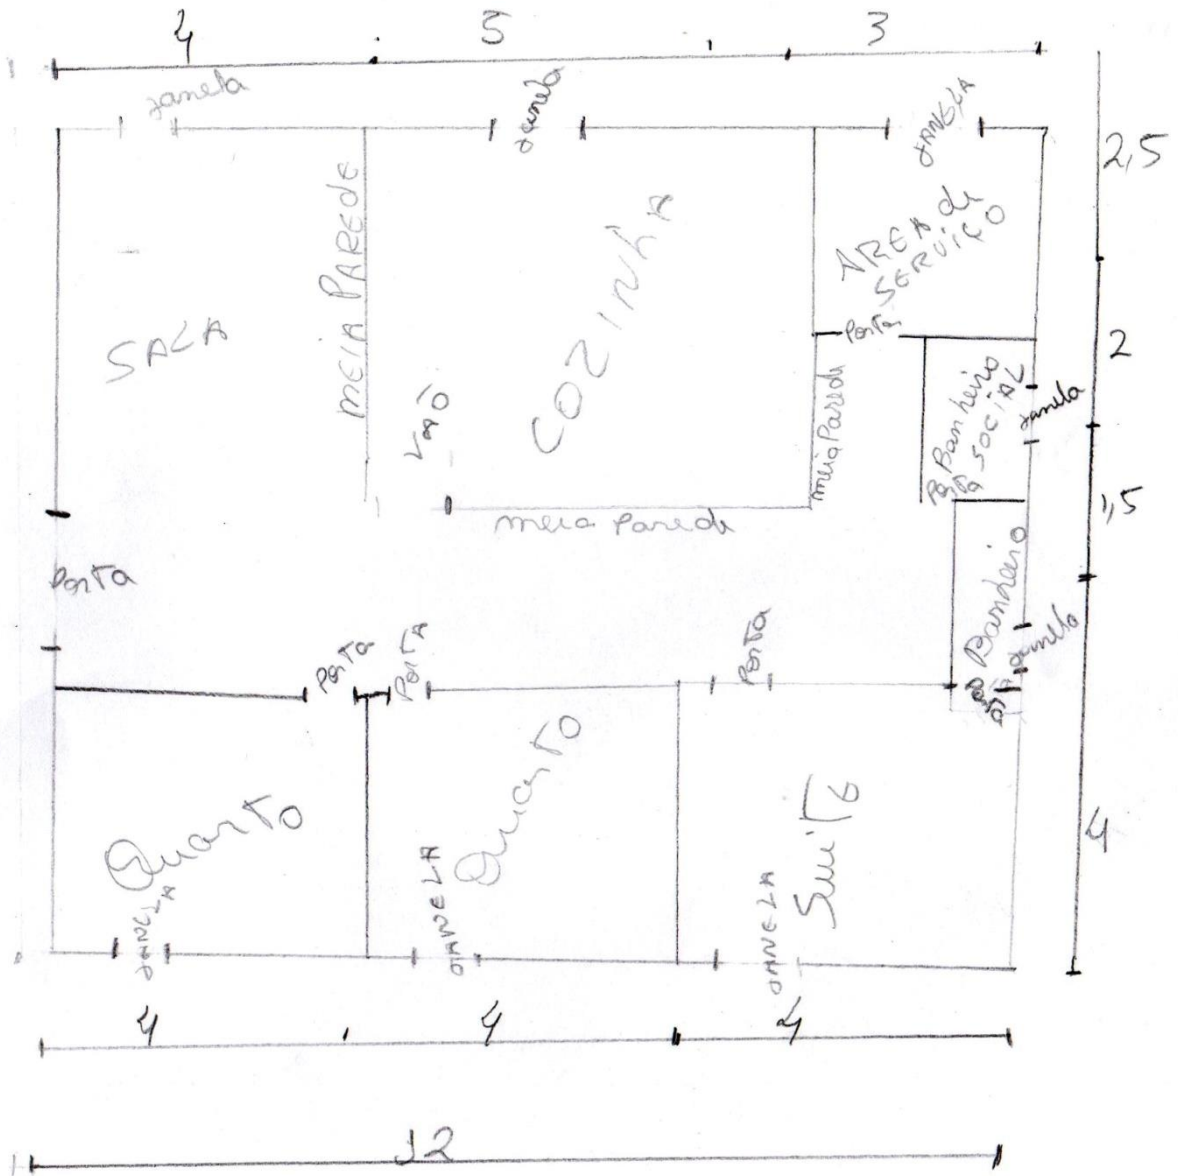 4
5
3
Janela
Janela
JANELA
2,5
MEIA PAREDE
COZINHA
AREA de
SERVIÇO
SALA
Porta
2
Vaõ
meia Parede
Banheiro
SOCIAL
Porta
Janela
1,5
meia Parede
Porta
Banheiro
Janela
Porta
PORTA
Porta
Porta
Quarto
Quarto
Suite
4
JANELA
JANELA
JANELA
4
4
4
12